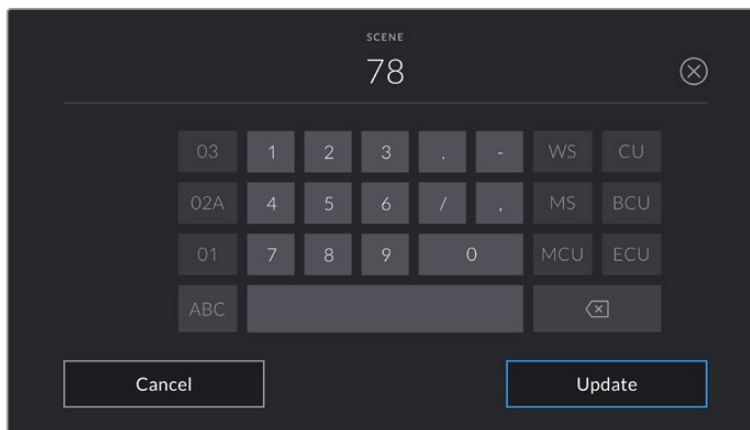 SCENE
78
03 1 2 3 . - WS CU
02A 4 5 6 / , MS BCU
01 7 8 9 0 MCU ECU
ABC
Cancel Update